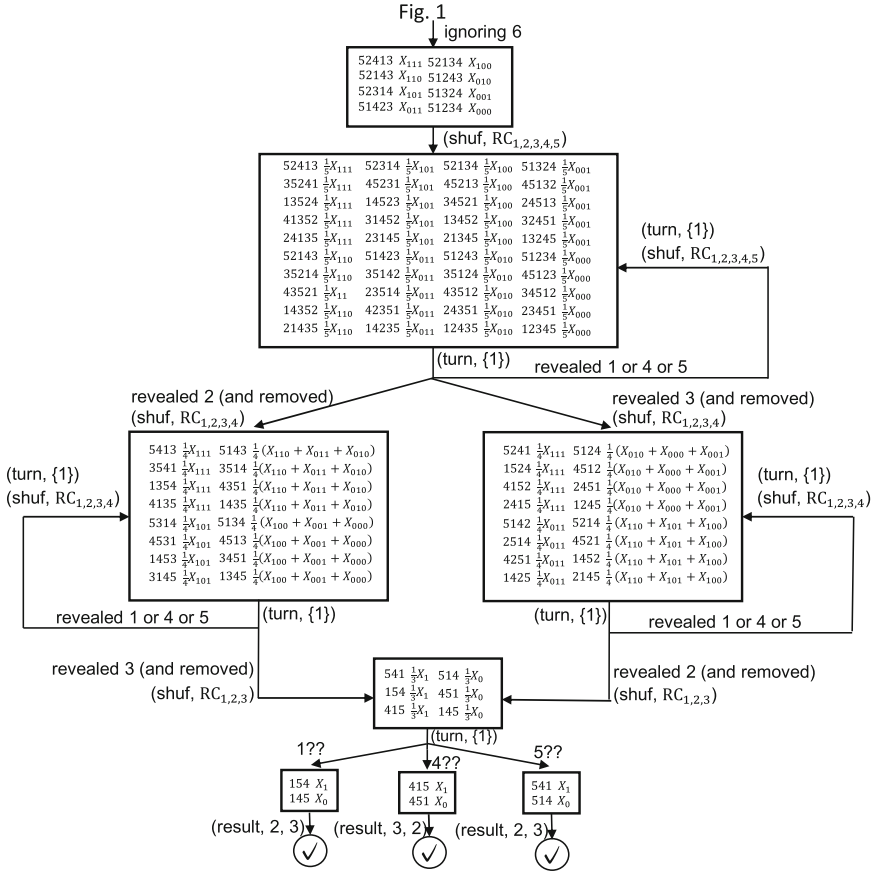 Fig. 1
ignoring 6
52413 X₁₁₁ 52134 X₁₀₀
52143 X₁₁₀ 51243 X₀₁₀
52314 X₁₀₁ 51324 X₀₀₁
51423 X₀₁₁ 51234 X₀₀₀
(shuf, RC₁,₂,₃,₄,₅)
52413 ⅕X₁₁₁ 52314 ⅕X₁₀₁ 52134 ⅕X₁₀₀ 51324 ⅕X₀₀₁
35241 ⅕X₁₁₁ 45231 ⅕X₁₀₁ 45213 ⅕X₁₀₀ 45132 ⅕X₀₀₁
13524 ⅕X₁₁₁ 14523 ⅕X₁₀₁ 34521 ⅕X₁₀₀ 24513 ⅕X₀₀₁
41352 ⅕X₁₁₁ 31452 ⅕X₁₀₁ 13452 ⅕X₁₀₀ 32451 ⅕X₀₀₁
24135 ⅕X₁₁₁ 23145 ⅕X₁₀₁ 21345 ⅕X₁₀₀ 13245 ⅕X₀₀₁
52143 ⅕X₁₁₀ 51423 ⅕X₀₁₁ 51243 ⅕X₀₁₀ 51234 ⅕X₀₀₀
35214 ⅕X₁₁₀ 35142 ⅕X₀₁₁ 35124 ⅕X₀₁₀ 45123 ⅕X₀₀₀
43521 ⅕X₁₁ 23514 ⅕X₀₁₁ 43512 ⅕X₀₁₀ 34512 ⅕X₀₀₀
14352 ⅕X₁₁₀ 42351 ⅕X₀₁₁ 24351 ⅕X₀₁₀ 23451 ⅕X₀₀₀
21435 ⅕X₁₁₀ 14235 ⅕X₀₁₁ 12435 ⅕X₀₁₀ 12345 ⅕X₀₀₀
(turn, {1})
(shuf, RC₁,₂,₃,₄,₅)
(turn, {1})
revealed 1 or 4 or 5
revealed 2 (and removed)
(shuf, RC₁,₂,₃,₄)
revealed 3 (and removed)
(shuf, RC₁,₂,₃,₄)
(turn, {1})
(shuf, RC₁,₂,₃,₄)
5413 ¼X₁₁₁ 5143 ¼(X₁₁₀ + X₀₁₁ + X₀₁₀)
3541 ¼X₁₁₁ 3514 ¼(X₁₁₀ + X₀₁₁ + X₀₁₀)
1354 ¼X₁₁₁ 4351 ¼(X₁₁₀ + X₀₁₁ + X₀₁₀)
4135 ¼X₁₁₁ 1435 ¼(X₁₁₀ + X₀₁₁ + X₀₁₀)
5314 ¼X₁₀₁ 5134 ¼(X₁₀₀ + X₀₀₁ + X₀₀₀)
4531 ¼X₁₀₁ 4513 ¼(X₁₀₀ + X₀₀₁ + X₀₀₀)
1453 ¼X₁₀₁ 3451 ¼(X₁₀₀ + X₀₀₁ + X₀₀₀)
3145 ¼X₁₀₁ 1345 ¼(X₁₀₀ + X₀₀₁ + X₀₀₀)
5241 ¼X₁₁₁ 5124 ¼(X₀₁₀ + X₀₀₀ + X₀₀₁)
1524 ¼X₁₁₁ 4512 ¼(X₀₁₀ + X₀₀₀ + X₀₀₁)
4152 ¼X₁₁₁ 2451 ¼(X₀₁₀ + X₀₀₀ + X₀₀₁)
2415 ¼X₁₁₁ 1245 ¼(X₀₁₀ + X₀₀₀ + X₀₀₁)
5142 ¼X₀₁₁ 5214 ¼(X₁₁₀ + X₁₀₁ + X₁₀₀)
2514 ¼X₀₁₁ 4521 ¼(X₁₁₀ + X₁₀₁ + X₁₀₀)
4251 ¼X₀₁₁ 1452 ¼(X₁₁₀ + X₁₀₁ + X₁₀₀)
1425 ¼X₀₁₁ 2145 ¼(X₁₁₀ + X₁₀₁ + X₁₀₀)
(turn, {1})
(shuf, RC₁,₂,₃,₄)
(turn, {1})
revealed 1 or 4 or 5
(turn, {1})
revealed 1 or 4 or 5
revealed 3 (and removed)
(shuf, RC₁,₂,₃)
541 ⅓X₁ 514 ⅓X₀
154 ⅓X₁ 451 ⅓X₀
415 ⅓X₁ 145 ⅓X₀
revealed 2 (and removed)
(shuf, RC₁,₂,₃)
(turn, {1})
1?? 4?? 5??
154 X₁
145 X₀
415 X₁
451 X₀
541 X₁
514 X₀
(result, 2, 3) (result, 3, 2) (result, 2, 3)